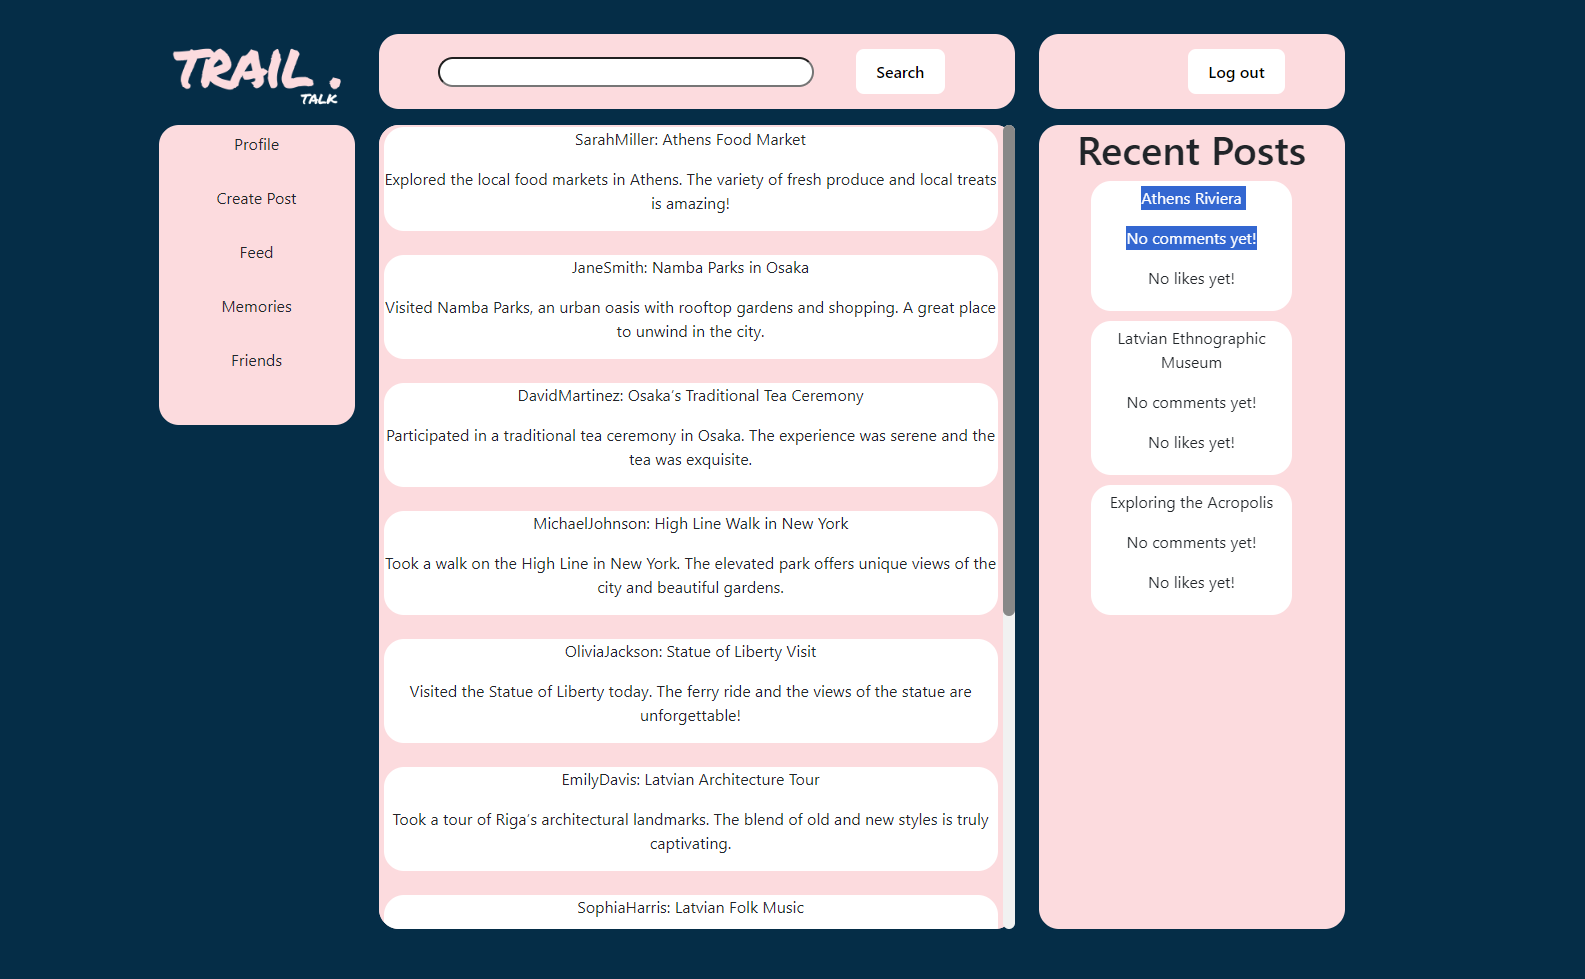 TRAIL .
TALK
Search
Log out
Profile
Create Post
Feed
Memories
Friends
SarahMiller: Athens Food Market
Explored the local food markets in Athens. The variety of fresh produce and local treats
is amazing!
JaneSmith: Namba Parks in Osaka
Visited Namba Parks, an urban oasis with rooftop gardens and shopping. A great place
to unwind in the city.
DavidMartinez: Osaka's Traditional Tea Ceremony
Participated in a traditional tea ceremony in Osaka. The experience was serene and the
tea was exquisite.
MichaelJohnson: High Line Walk in New York
Took a walk on the High Line in New York. The elevated park offers unique views of the
city and beautiful gardens.
OliviaJackson: Statue of Liberty Visit
Visited the Statue of Liberty today. The ferry ride and the views of the statue are
unforgettable!
EmilyDavis: Latvian Architecture Tour
Took a tour of Riga's architectural landmarks. The blend of old and new styles is truly
captivating.
SophiaHarris: Latvian Folk Music
Recent Posts
Athens Riviera
No comments yet!
No likes yet!
Latvian Ethnographic
Museum
No comments yet!
No likes yet!
Exploring the Acropolis
No comments yet!
No likes yet!